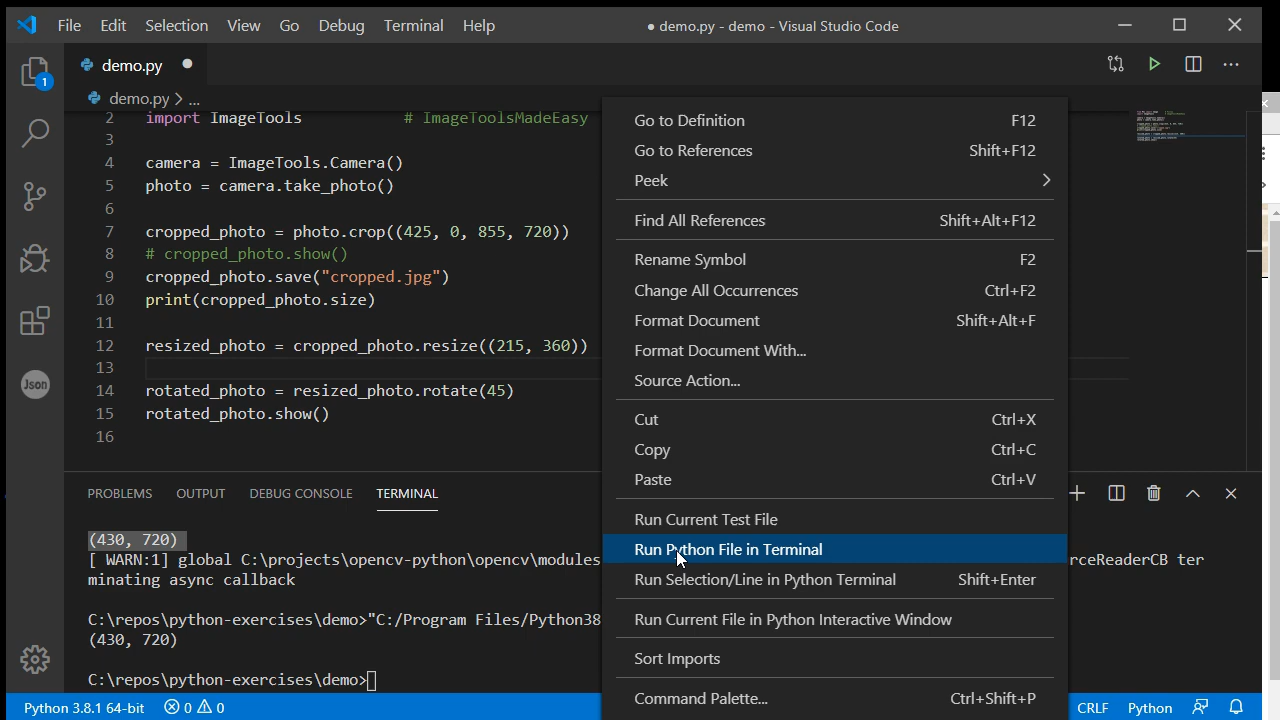 File Edit Selection View Go Debug Terminal Help
● demo.py - demo - Visual Studio Code
1
demo.py ●
demo.py > ...
2 import ImageTools # ImageToolsMadeEasy
3
4 camera = ImageTools.Camera()
5 photo = camera.take_photo()
6
7 cropped_photo = photo.crop((425, 0, 855, 720))
8 # cropped_photo.show()
9 cropped_photo.save("cropped.jpg")
10 print(cropped_photo.size)
11
12 resized_photo = cropped_photo.resize((215, 360))
13
14 rotated_photo = resized_photo.rotate(45)
15 rotated_photo.show()
16
Json
Go to Definition F12
Go to References Shift+F12
Peek
Find All References Shift+Alt+F12
Rename Symbol F2
Change All Occurrences Ctrl+F2
Format Document Shift+Alt+F
Format Document With...
Source Action...
Cut Ctrl+X
Copy Ctrl+C
Paste Ctrl+V
Run Current Test File
Run Python File in Terminal
Run Selection/Line in Python Terminal Shift+Enter
Run Current File in Python Interactive Window
Sort Imports
Command Palette... Ctrl+Shift+P
PROBLEMS OUTPUT DEBUG CONSOLE TERMINAL
(430, 720)
[ WARN:1] global C:\projects\opencv-python\opencv\modules rceReaderCB ter
minating async callback
C:\repos\python-exercises\demo>"C:/Program Files/Python38
(430, 720)
C:\repos\python-exercises\demo>
Python 3.8.1 64-bit 0 0 CRLF Python